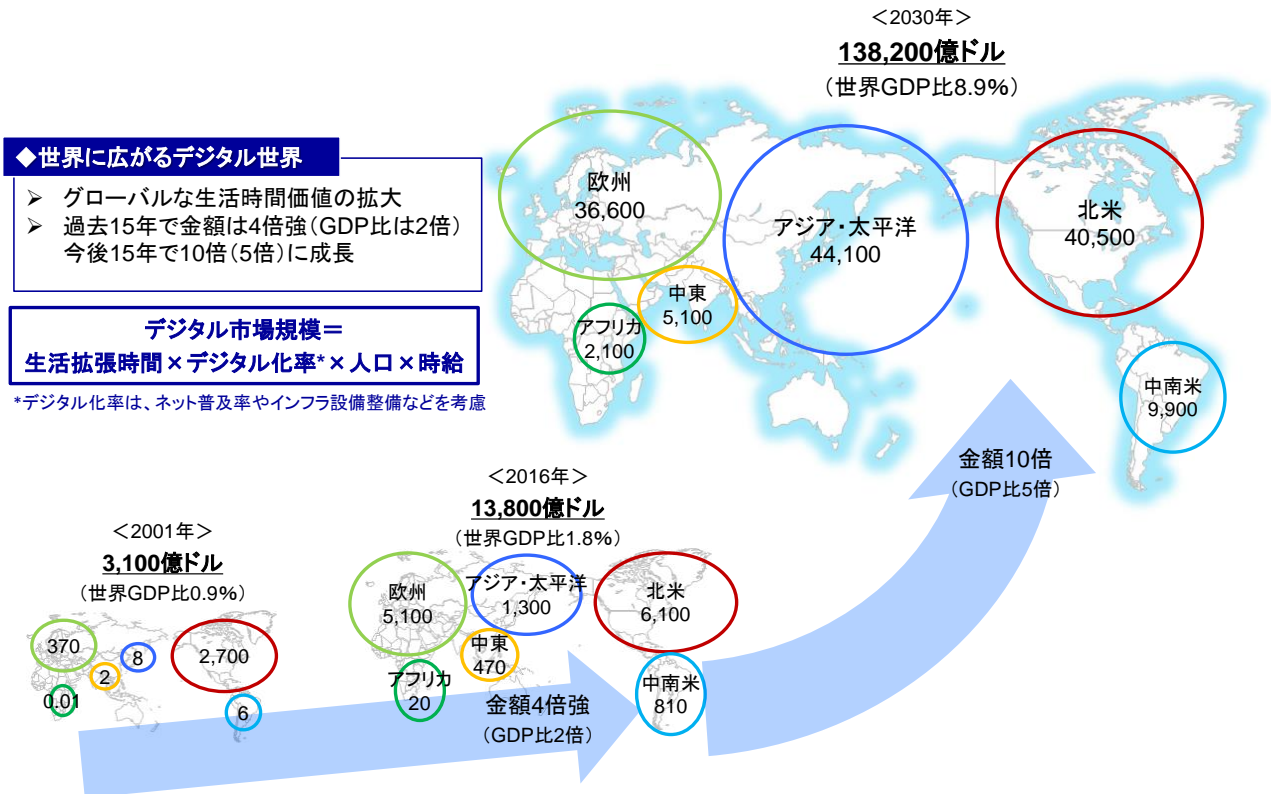 <2030年>
138,200億ドル
(世界GDP比8.9%)
◆世界に広がるデジタル世界
➢ グローバルな生活時間価値の拡大
➢ 過去15年で金額は4倍強(GDP比は2倍)
今後15年で10倍(5倍)に成長
デジタル市場規模=
生活拡張時間×デジタル化率*×人口×時給
*デジタル化率は、ネット普及率やインフラ設備整備などを考慮
欧州
36,600
アジア・太平洋
44,100
北米
40,500
中東
5,100
アフリカ
2,100
中南米
9,900
金額10倍
(GDP比5倍)
<2016年>
13,800億ドル
(世界GDP比1.8%)
欧州
5,100
アジア・太平洋
1,300
北米
6,100
中東
470
アフリカ
20
中南米
810
<2001年>
3,100億ドル
(世界GDP比0.9%)
370
8
2,700
2
0.01
6
金額4倍強
(GDP比2倍)